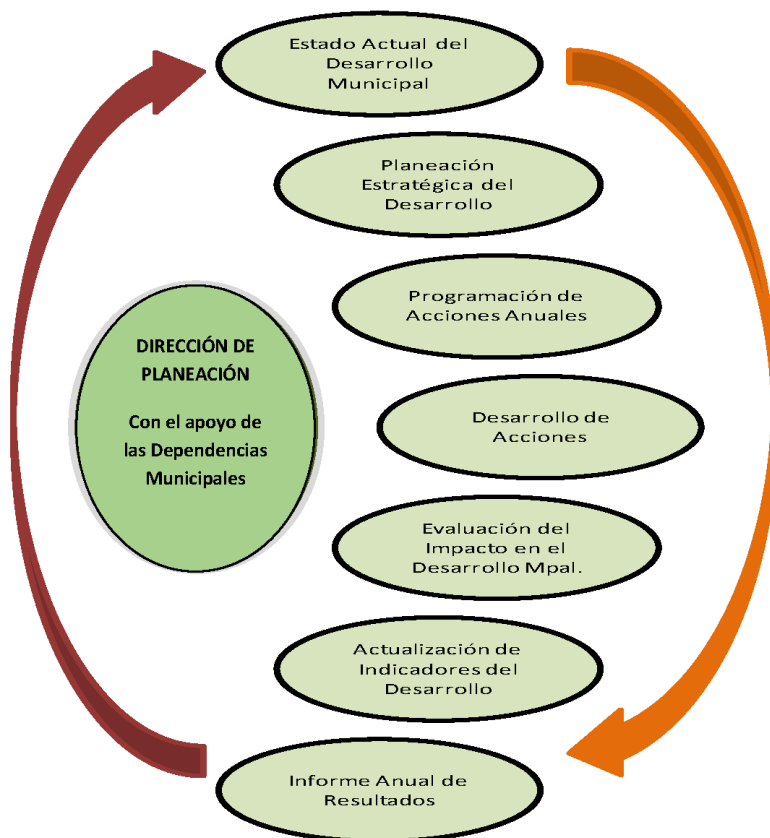 Estado Actual del
Desarrollo
Municipal
Planeación
Estratégica del
Desarrollo
Programación de
Acciones Anuales
DIRECCIÓN DE
PLANEACIÓN
Con el apoyo de
las Dependencias
Municipales
Desarrollo de
Acciones
Evaluación del
Impacto en el
Desarrollo Mpal.
Actualización de
Indicadores del
Desarrollo
Informe Anual de
Resultados